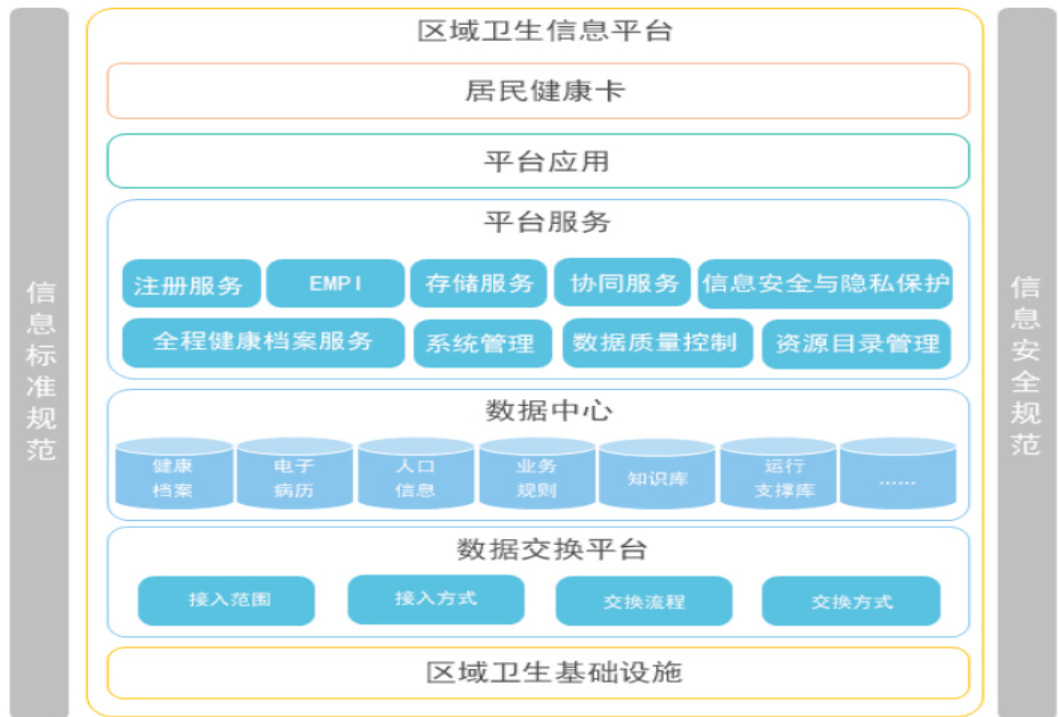 区域卫生信息平台
居民健康卡
平台应用
平台服务
注册服务
EMPI
存储服务
协同服务
信息安全与隐私保护
全程健康档案服务
系统管理
数据质量控制
资源目录管理
数据中心
健康
档案
电子
病历
人口
信息
业务
规则
知识库
运行
支撑库
......
数据交换平台
接入范围
接入方式
交换流程
交换方式
区域卫生基础设施
信息标准规范
信息安全规范